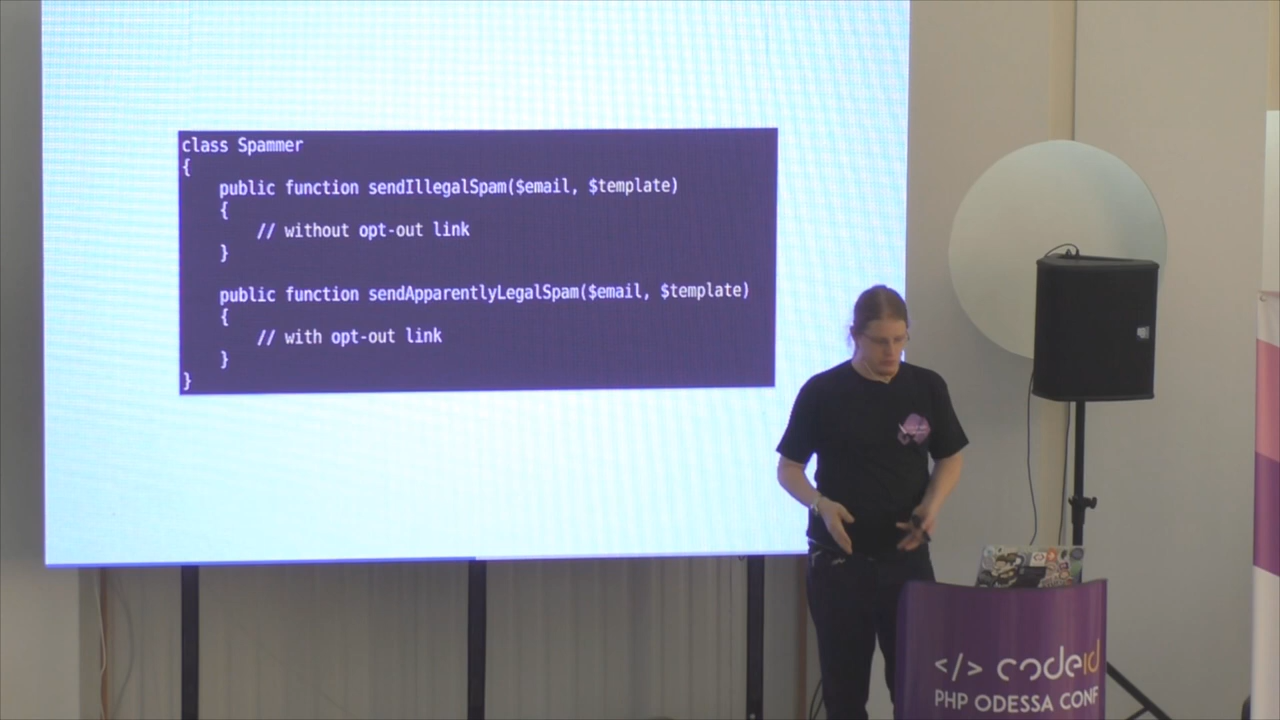 class Spammer
{
    public function sendIllegalSpam($email, $template)
    {
        // without opt-out link
    }

    public function sendApparentlyLegalSpam($email, $template)
    {
        // with opt-out link
    }
}
</> codeid
PHP ODESSA CONF